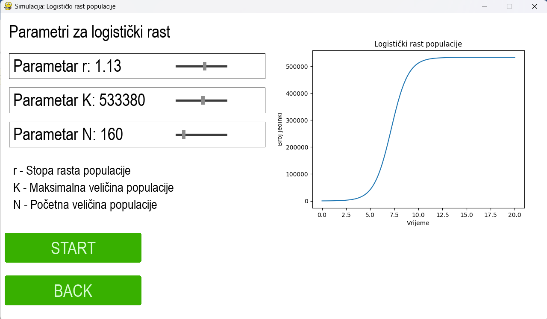 Simulacija: Logistički rast populacije
Parametri za logistički rast
Parametar r: 1.13
Parametar K: 533380
Parametar N: 160
r - Stopa rasta populacije
K - Maksimalna veličina populacije
N - Početna veličina populacije
START
BACK
Logistički rast populacije
500000
400000
300000
200000
100000
0
Broj jedinki
0.0 2.5 5.0 7.5 10.0 12.5 15.0 17.5 20.0
Vrijeme